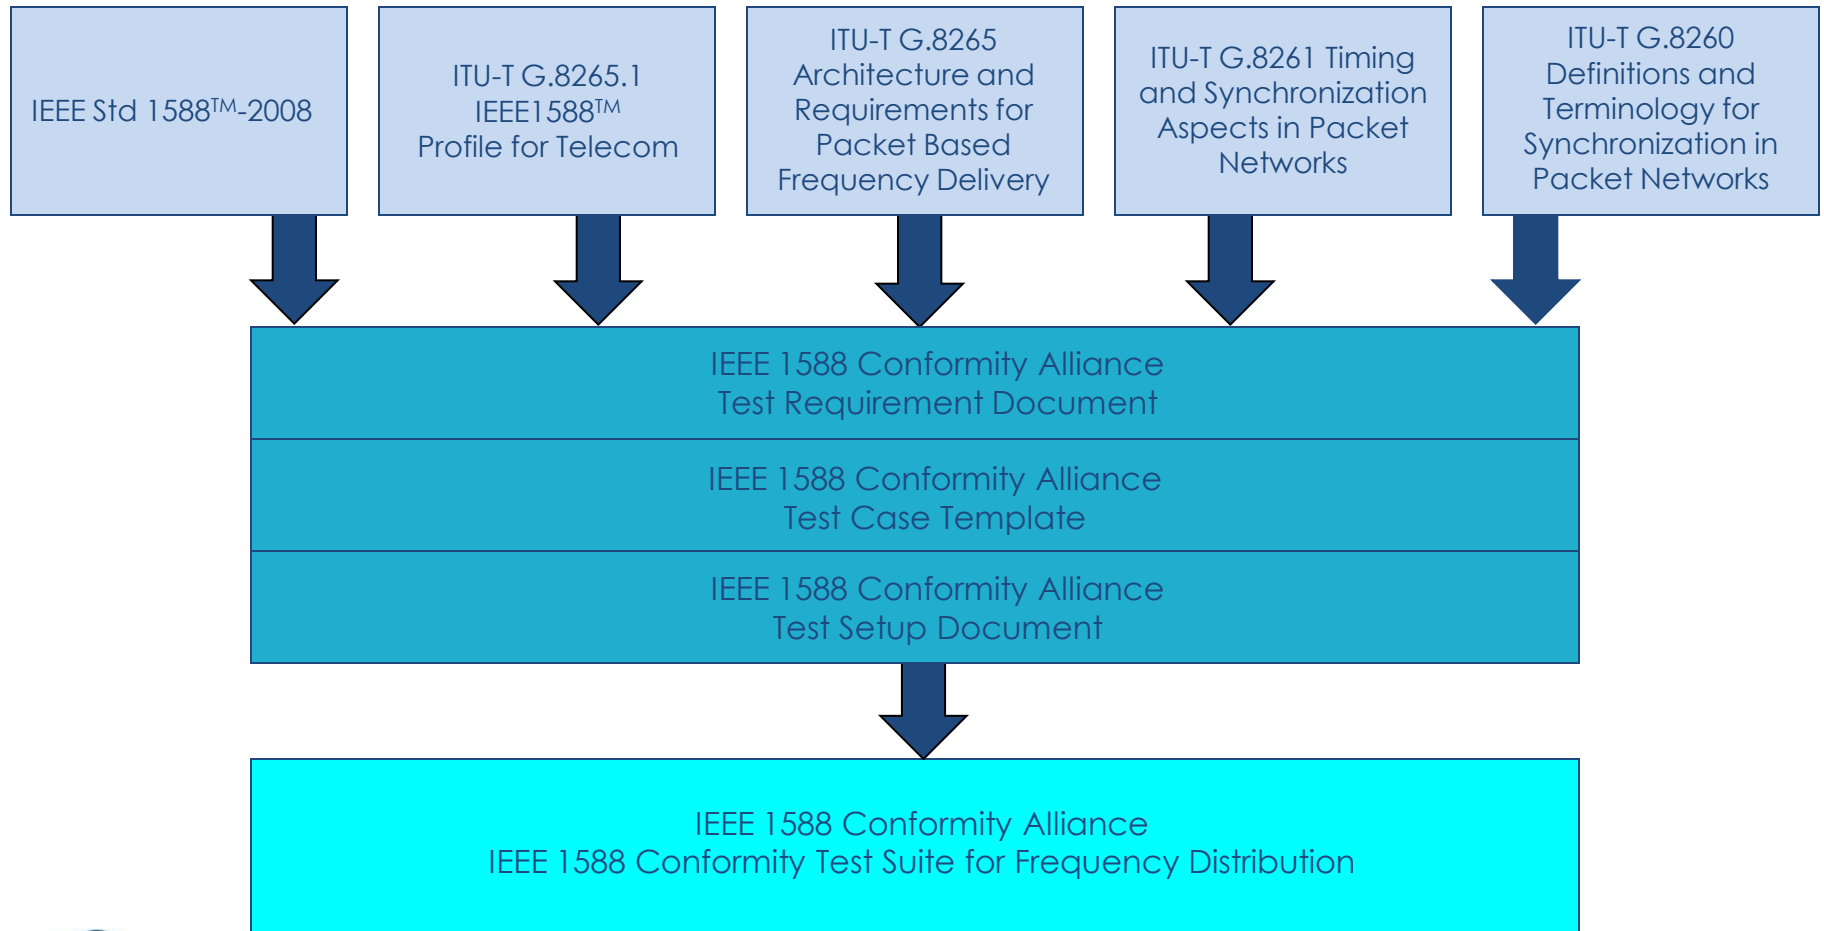 IEEE Std 1588™-2008
ITU-T G.8265.1
IEEE1588™
Profile for Telecom
ITU-T G.8265
Architecture and
Requirements for
Packet Based
Frequency Delivery
ITU-T G.8261 Timing
and Synchronization
Aspects in Packet
Networks
ITU-T G.8260
Definitions and
Terminology for
Synchronization in
Packet Networks
IEEE 1588 Conformity Alliance
Test Requirement Document
IEEE 1588 Conformity Alliance
Test Case Template
IEEE 1588 Conformity Alliance
Test Setup Document
IEEE 1588 Conformity Alliance
IEEE 1588 Conformity Test Suite for Frequency Distribution